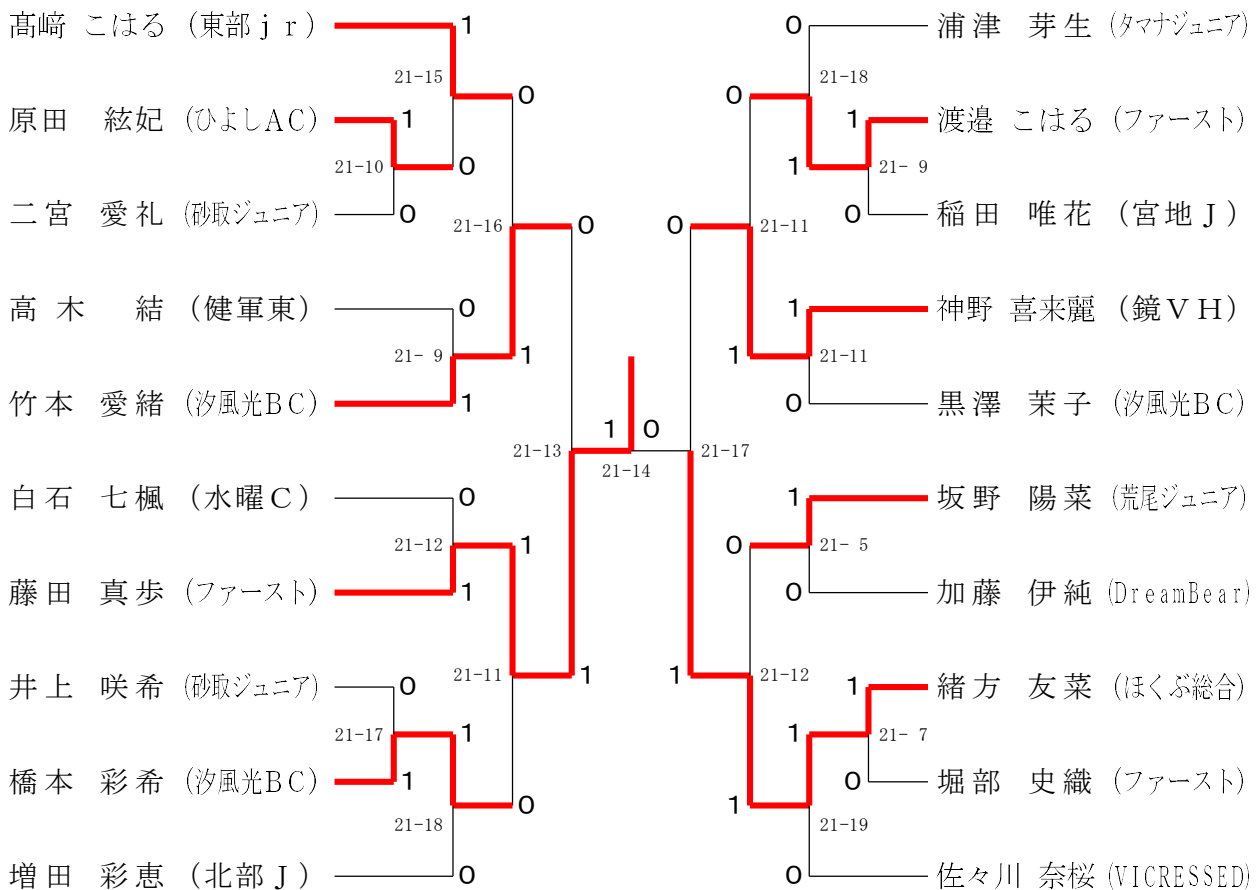 髙﨑 こはる (東部ｊｒ)
1
21-15
0
原田 絃妃 (ひよしAC)
1
21-10
0
二宮 愛礼 (砂取ジュニア)
0
21-16
0
高木 結 (健軍東)
0
21- 9
1
竹本 愛緒 (汐風光BC)
1
21-13
白石 七楓 (水曜C)
0
21-12
1
藤田 真歩 (ファースト)
1
21-11
1
井上 咲希 (砂取ジュニア)
0
21-17
1
橋本 彩希 (汐風光BC)
1
21-18
0
増田 彩恵 (北部J)
0
1
0
21-14
0
浦津 芽生 (タマナジュニア)
21-18
0
1
渡邉 こはる (ファースト)
1
21- 9
0
稲田 唯花 (宮地J)
0
21-11
1
神野 喜来麗 (鏡VH)
1
21-11
0
黒澤 茉子 (汐風光BC)
21-17
1
坂野 陽菜 (荒尾ジュニア)
0
21- 5
0
加藤 伊純 (DreamBear)
1
21-12
1
緒方 友菜 (ほくぶ総合)
1
21- 7
0
堀部 史織 (ファースト)
1
21-19
0
佐々川 奈桜 (VICRESSED)